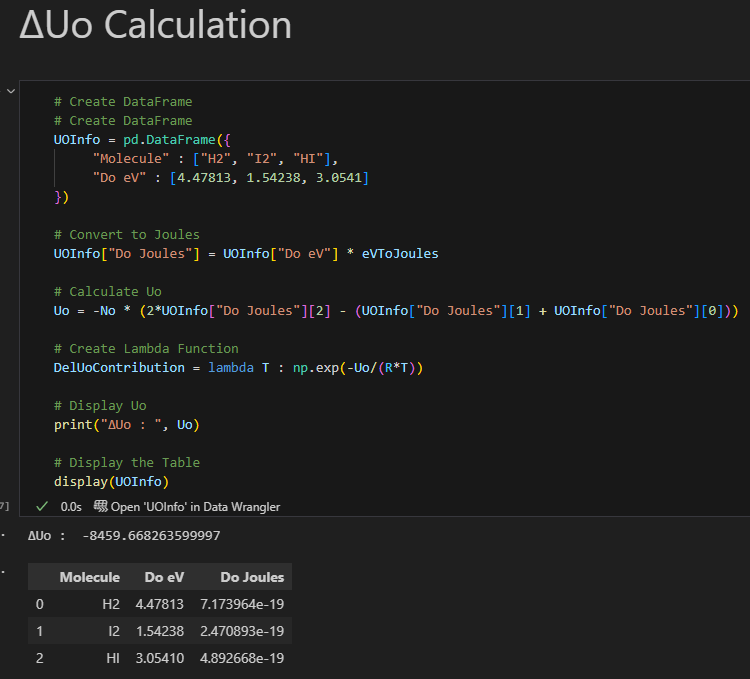 ΔUo Calculation
# Create DataFrame
# Create DataFrame
UOInfo = pd.DataFrame({
"Molecule" : ["H2", "I2", "HI"],
"Do eV" : [4.47813, 1.54238, 3.0541]
})
# Convert to Joules
UOInfo["Do Joules"] = UOInfo["Do eV"] * eVToJoules
# Calculate Uo
Uo = -No * (2*UOInfo["Do Joules"][2] - (UOInfo["Do Joules"][1] + UOInfo["Do Joules"][0]))
# Create Lambda Function
DelUoContribution = lambda T : np.exp(-Uo/(R*T))
# Display Uo
print("ΔUo : ", Uo)
# Display the Table
display(UOInfo)
7] 0.0s Open 'UOInfo' in Data Wrangler
ΔUo :  -8459.668263599997
Molecule Do eV Do Joules
0 H2 4.47813 7.173964e-19
1 I2 1.54238 2.470893e-19
2 HI 3.05410 4.892668e-19